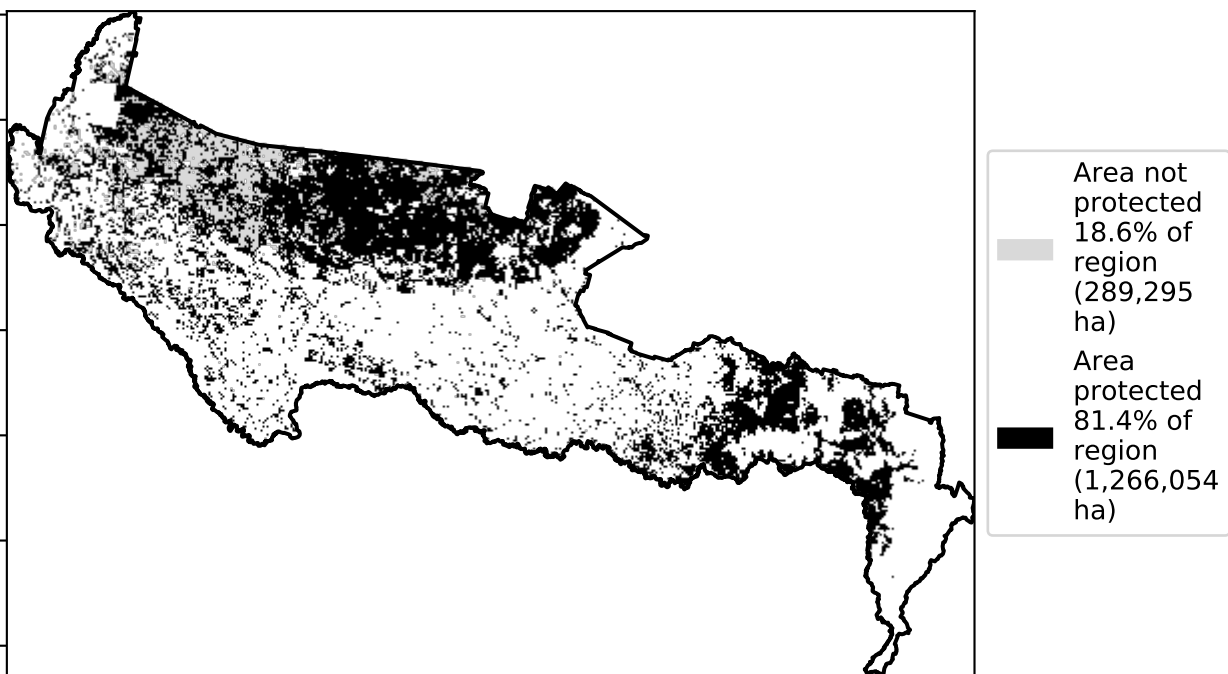 Area not
protected
18.6% of
region
(289,295
ha)
Area
protected
81.4% of
region
(1,266,054
ha)